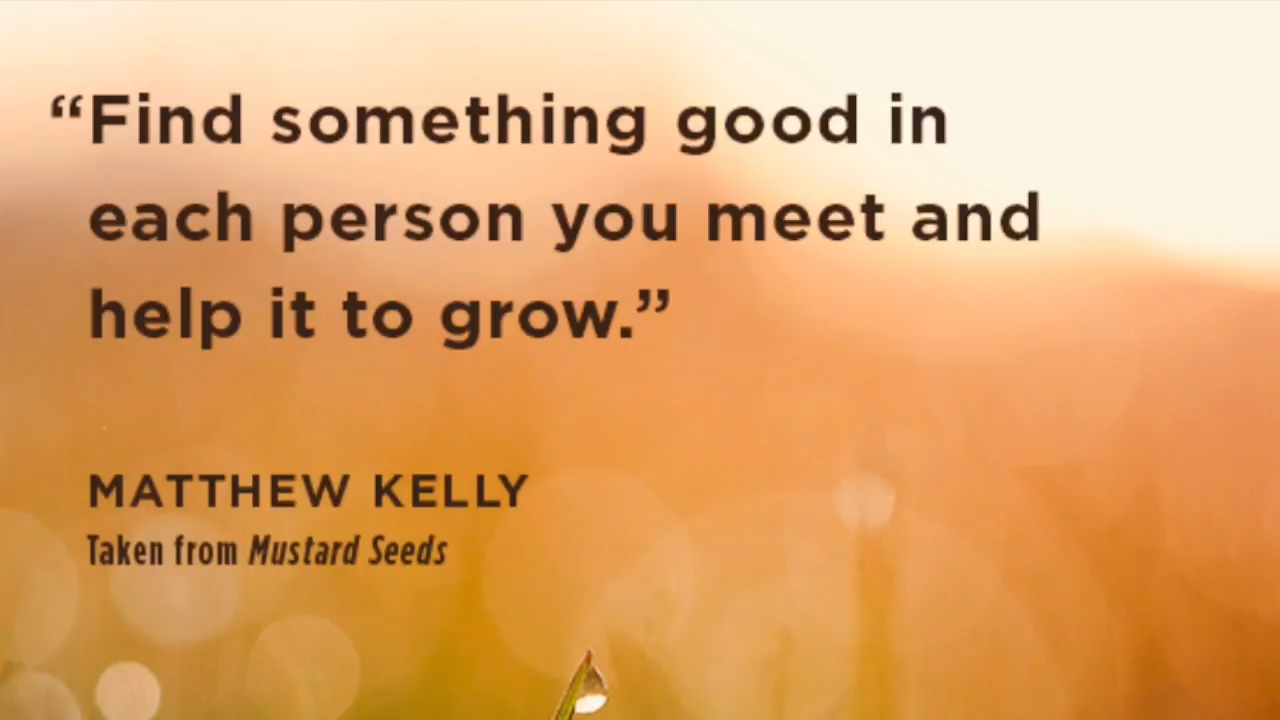 “Find something good in
each person you meet and
help it to grow.”
MATTHEW KELLY
Taken from Mustard Seeds